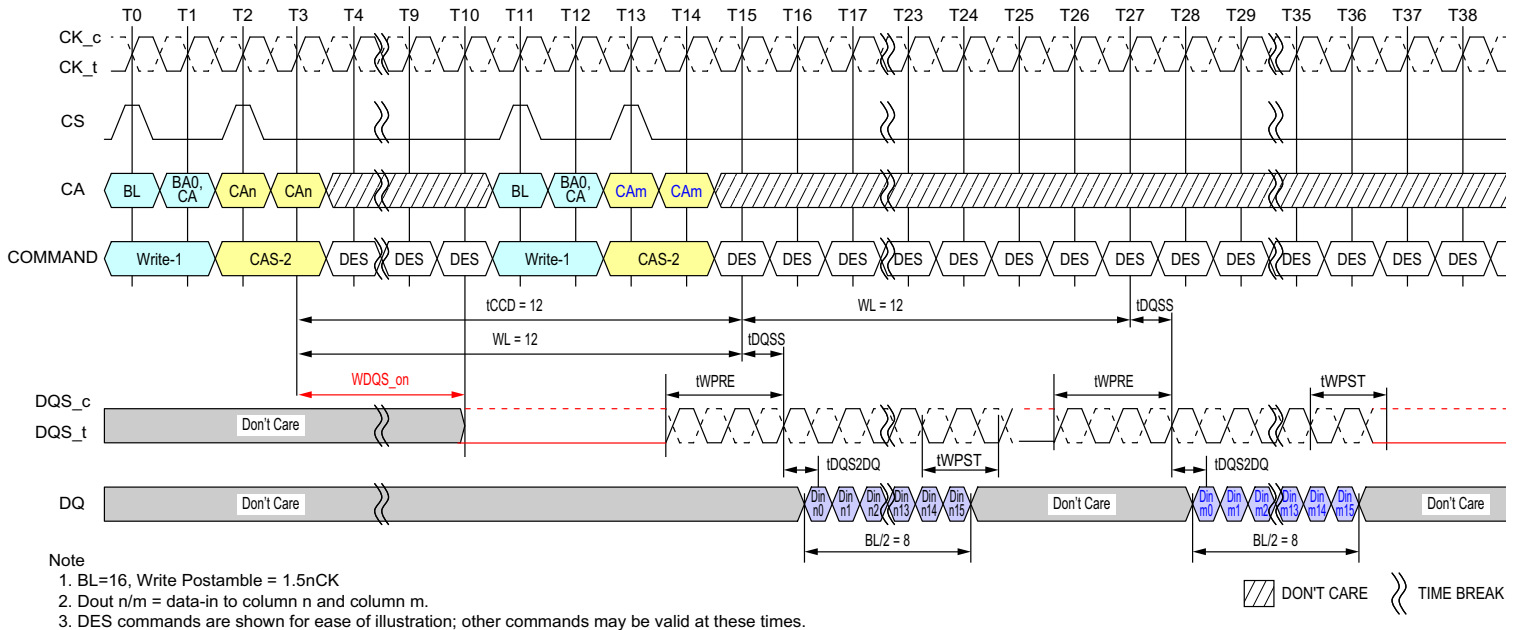 T0 T1 T2 T3 T4 T9 T10 T11 T12 T13 T14 T15 T16 T17 T23 T24 T25 T26 T27 T28 T29 T35 T36 T37 T38
CK_c
CK_t
CS
CA BL BA0, CA CAn CAn BL BA0, CA CAm CAm
COMMAND Write-1 CAS-2 DES DES DES Write-1 CAS-2 DES DES DES DES DES DES DES DES DES DES DES DES DES DES
tCCD = 12 WL = 12 tDQSS
WL = 12 tDQSS
WDQS_on tWPRE tWPRE tWPST
DQS_c
DQS_t Don't Care
tDQS2DQ tWPST tDQS2DQ
DQ Don't Care Din n0 Din n1 Din n2 Din n13 Din n14 Din n15 Don't Care Din m0 Din m1 Din m2 Din m13 Din m14 Din m15 Don't Care
BL/2 = 8 BL/2 = 8
Note
1. BL=16, Write Postamble = 1.5nCK
2. Dout n/m = data-in to column n and column m.
3. DES commands are shown for ease of illustration; other commands may be valid at these times.
DON'T CARE TIME BREAK